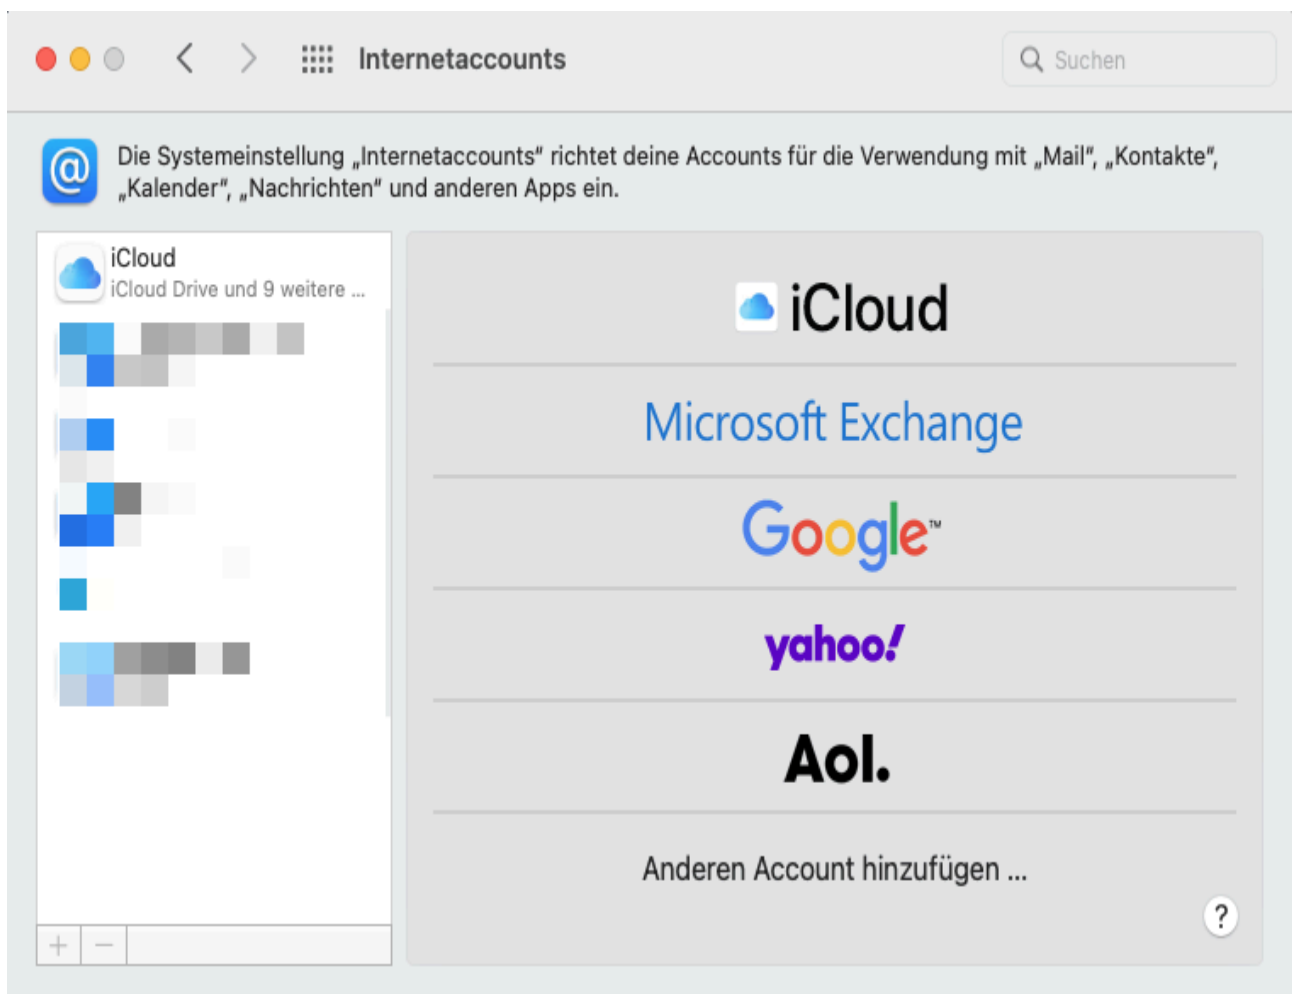 Internetaccounts
Suchen
Die Systemeinstellung „Internetaccounts“ richtet deine Accounts für die Verwendung mit „Mail“, „Kontakte“,
„Kalender“, „Nachrichten“ und anderen Apps ein.
iCloud
iCloud Drive und 9 weitere ...
iCloud
Microsoft Exchange
Google™
yahoo!
Aol.
Anderen Account hinzufügen ...
?